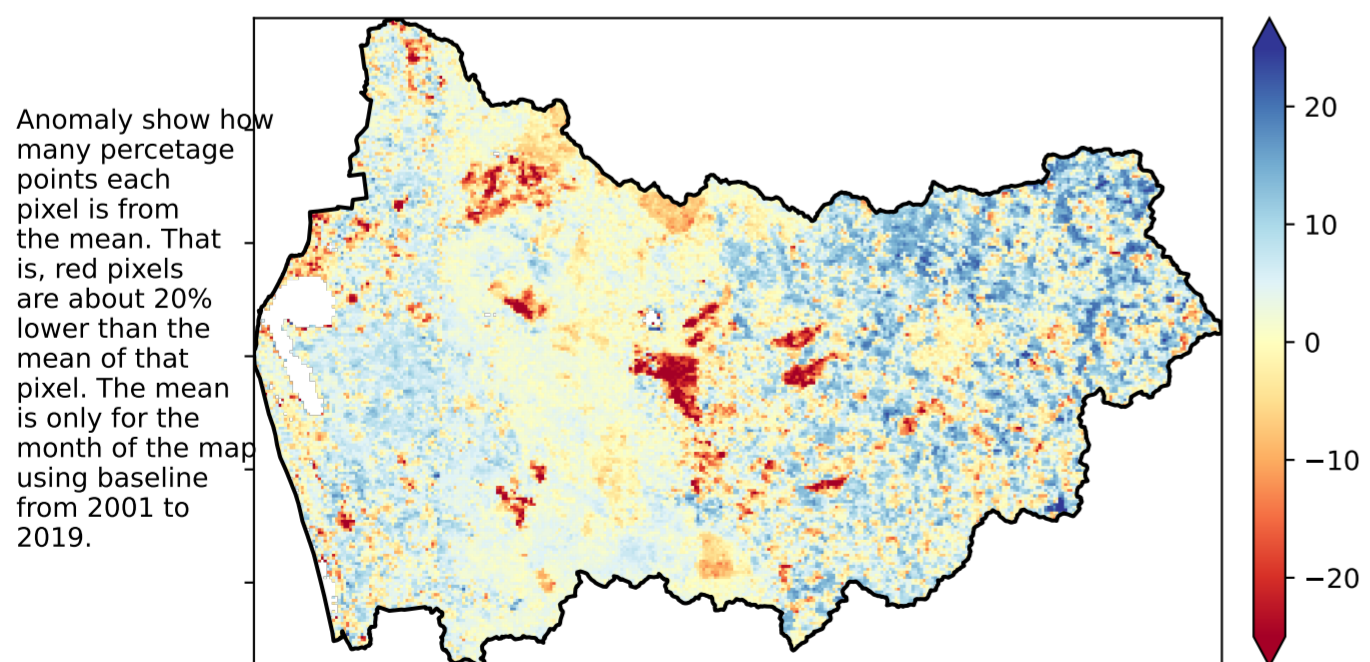 Anomaly show how
many percetage
points each
pixel is from
the mean. That
is, red pixels
are about 20%
lower than the
mean of that
pixel. The mean
is only for the
month of the map
using baseline
from 2001 to
2019.
20
10
0
−10
−20